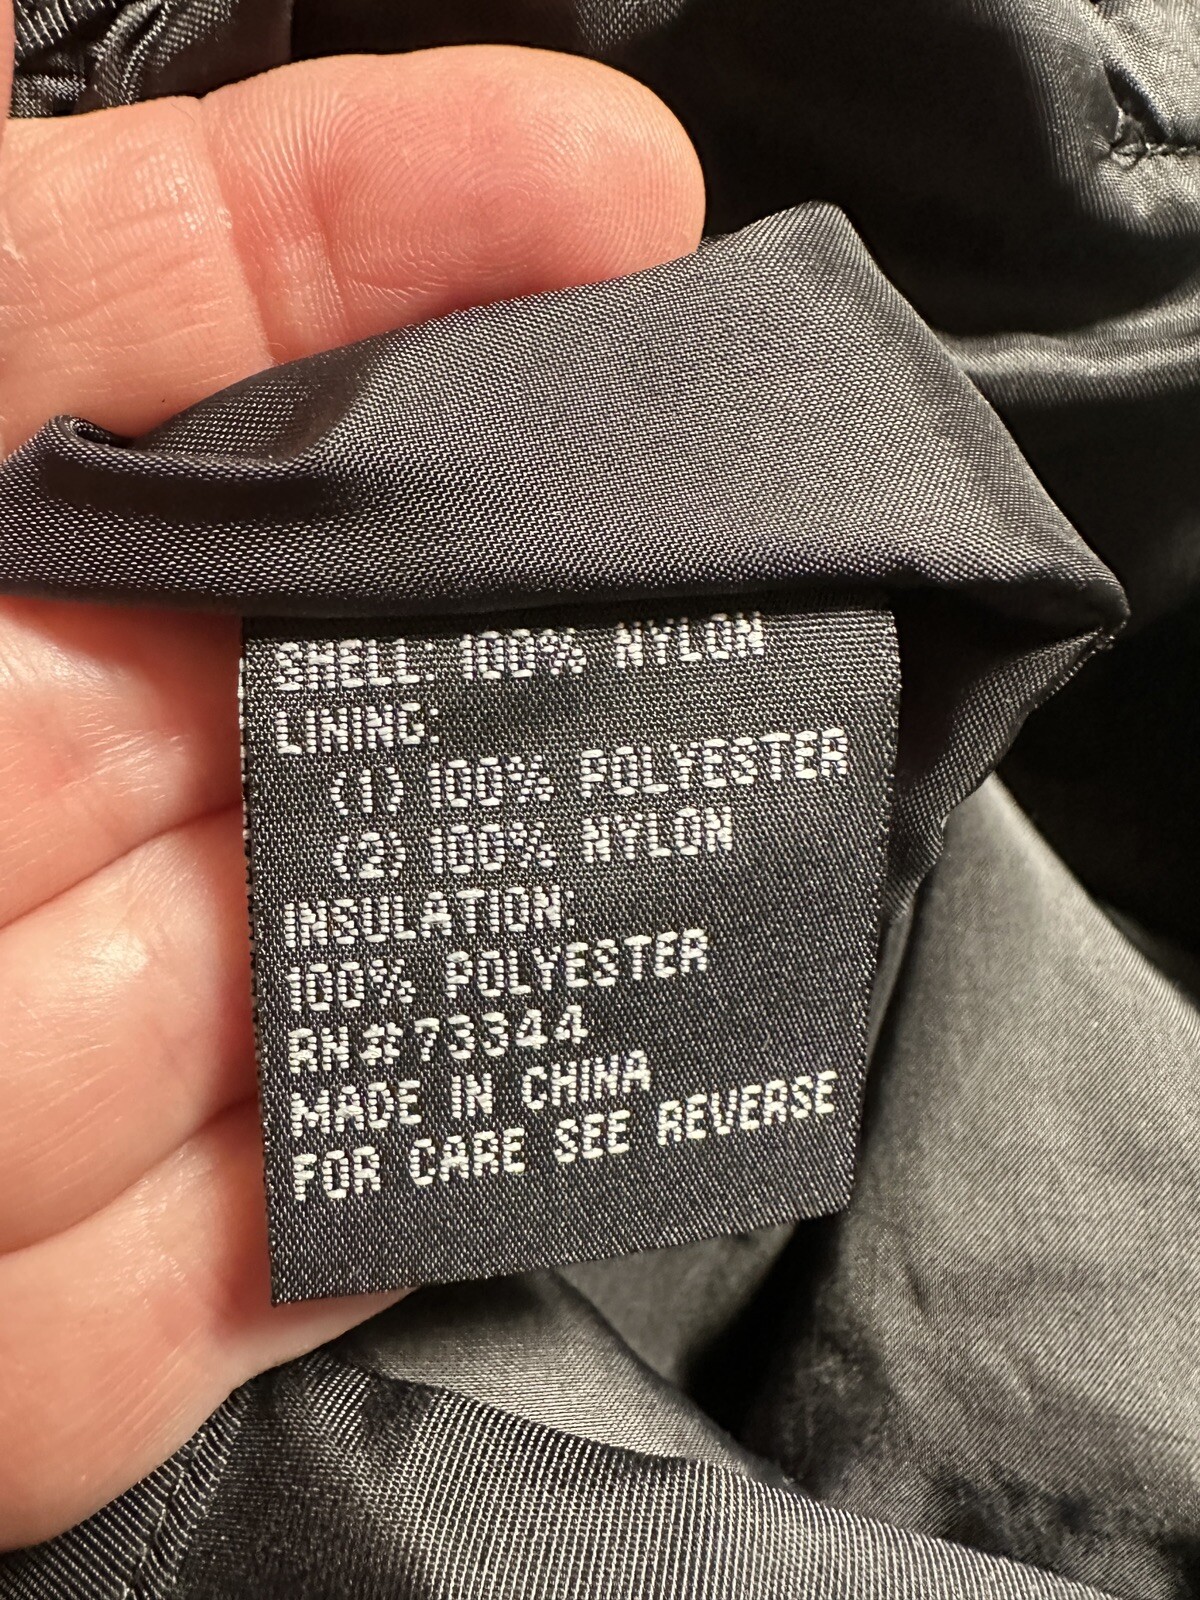 SHELL: 100% NYLON
LINING:
(1) 100% POLYESTER
(2) 100% NYLON
INSULATION:
100% POLYESTER
RN#73344
MADE IN CHINA
FOR CARE SEE REVERSE